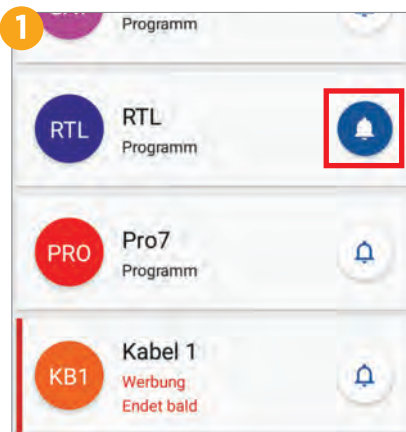 1
Programm
RTL
RTL
Programm
PRO
Pro7
Programm
KB1
Kabel 1
Werbung
Endet bald